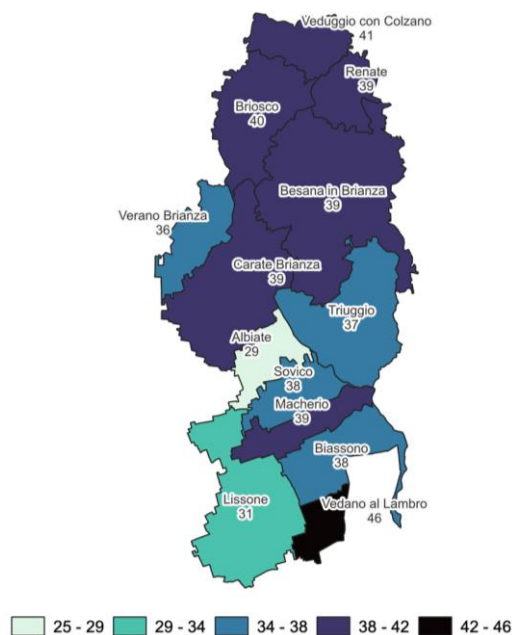 Veduggio con Colzano
41
Renate
39
Briosco
40
Besana in Brianza
39
Verano Brianza
36
Carate Brianza
39
Triuggio
37
Albiate
29
Sovico
38
Macherio
39
Biassono
38
Lissone
31
Vedano al Lambro
46
25 - 29 29 - 34 34 - 38 38 - 42 42 - 46